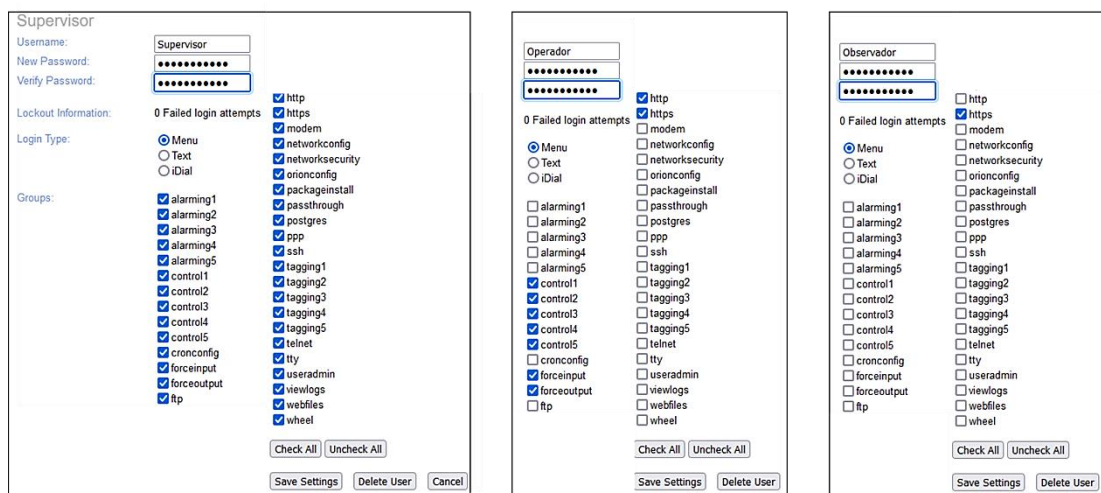 Supervisor
Username:
Supervisor
New Password:
•••••••••••
Verify Password:
•••••••••••
Lockout Information:
0 Failed login attempts
Login Type:
Menu
Text
iDial
Groups:
alarming1
alarming2
alarming3
alarming4
alarming5
control1
control2
control3
control4
control5
cronconfig
forceinput
forceoutput
ftp
http
https
modem
networkconfig
networksecurity
orionconfig
packageinstall
passthrough
postgres
ppp
ssh
tagging1
tagging2
tagging3
tagging4
tagging5
telnet
tty
useradmin
viewlogs
webfiles
wheel
Check All Uncheck All
Save Settings Delete User Cancel
Operador
•••••••••••
•••••••••••
0 Failed login attempts
Menu
Text
iDial
alarming1
alarming2
alarming3
alarming4
alarming5
control1
control2
control3
control4
control5
cronconfig
forceinput
forceoutput
ftp
http
https
modem
networkconfig
networksecurity
orionconfig
packageinstall
passthrough
postgres
ppp
ssh
tagging1
tagging2
tagging3
tagging4
tagging5
telnet
tty
useradmin
viewlogs
webfiles
wheel
Check All Uncheck All
Save Settings Delete User
Observador
•••••••••••
•••••••••••
0 Failed login attempts
Menu
Text
iDial
alarming1
alarming2
alarming3
alarming4
alarming5
control1
control2
control3
control4
control5
cronconfig
forceinput
forceoutput
ftp
http
https
modem
networkconfig
networksecurity
orionconfig
packageinstall
passthrough
postgres
ppp
ssh
tagging1
tagging2
tagging3
tagging4
tagging5
telnet
tty
useradmin
viewlogs
webfiles
wheel
Check All Uncheck All
Save Settings Delete User